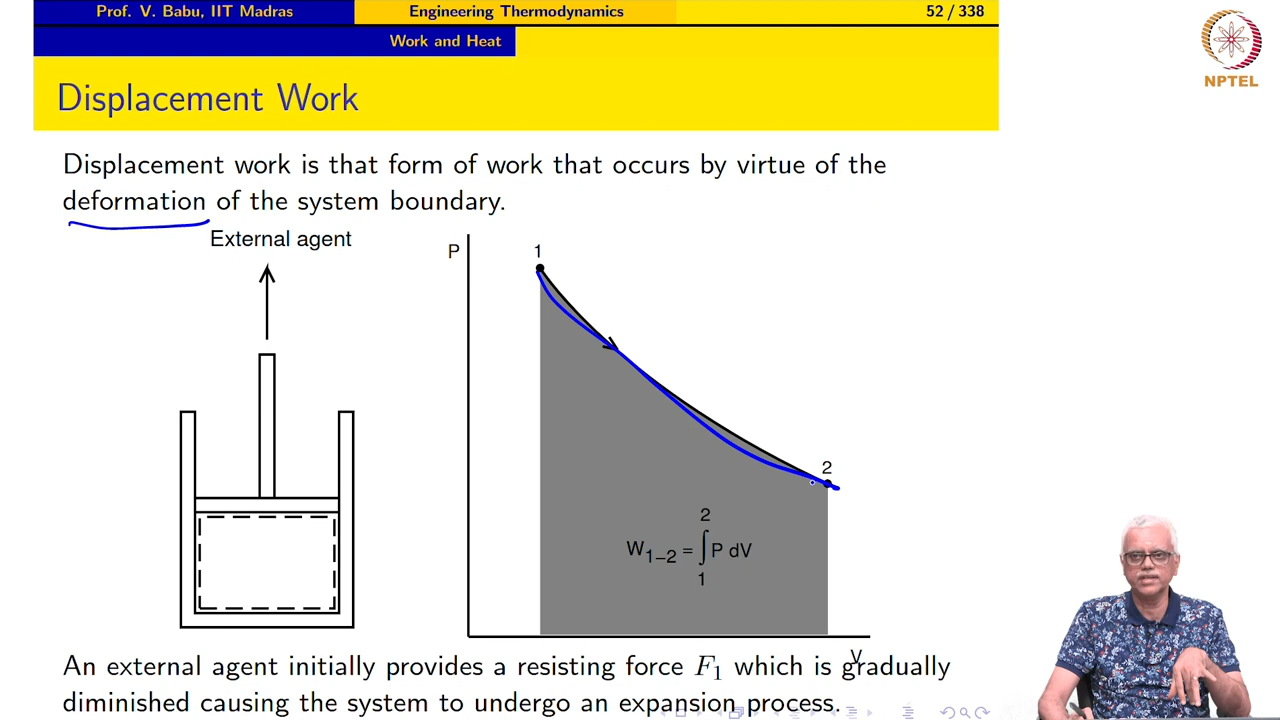 Prof. V. Babu, IIT Madras
Engineering Thermodynamics
52 / 338
Work and Heat
NPTEL
Displacement Work
Displacement work is that form of work that occurs by virtue of the
deformation of the system boundary.
External agent
P
1
2
W1–2 = ∫ P dV
2
1
V
An external agent initially provides a resisting force F1 which is gradually
diminished causing the system to undergo an expansion process.